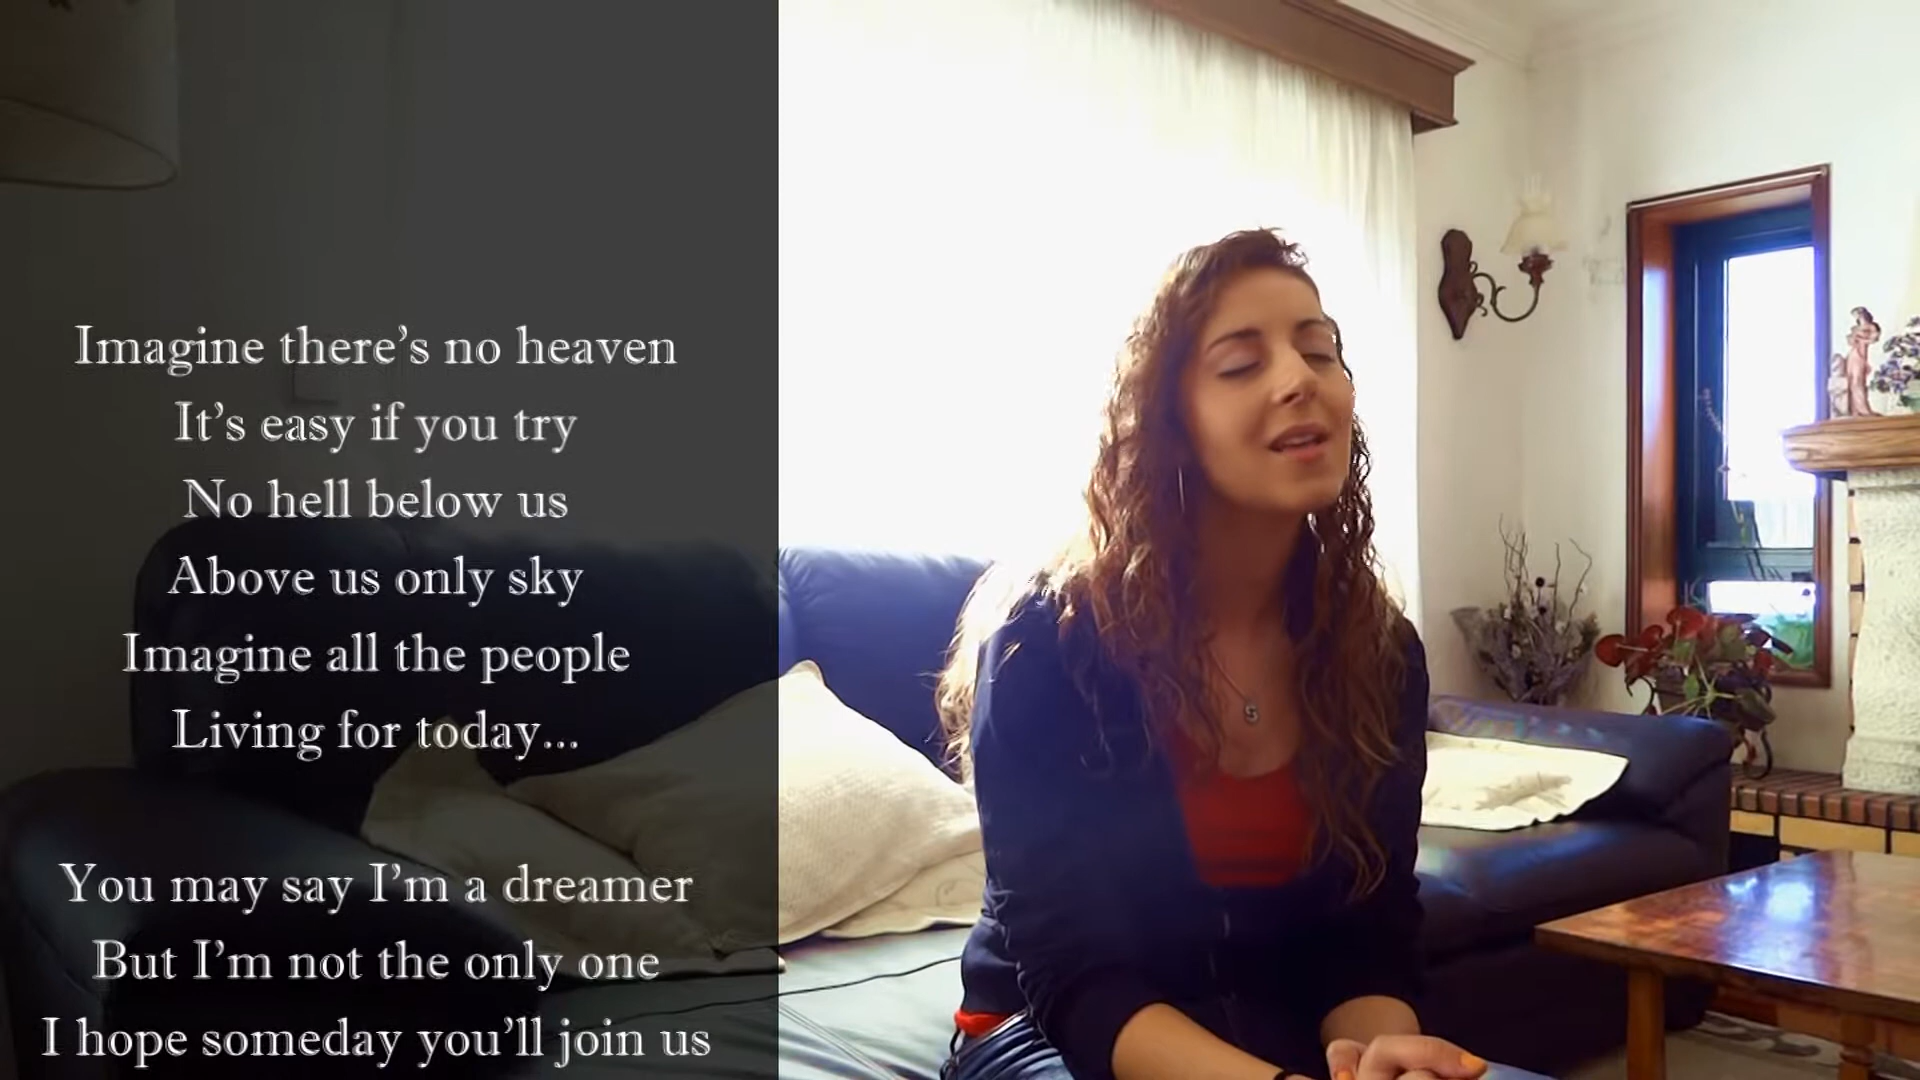 Imagine there’s no heaven
It’s easy if you try
No hell below us
Above us only sky
Imagine all the people
Living for today...
You may say I’m a dreamer
But I’m not the only one
I hope someday you’ll join us